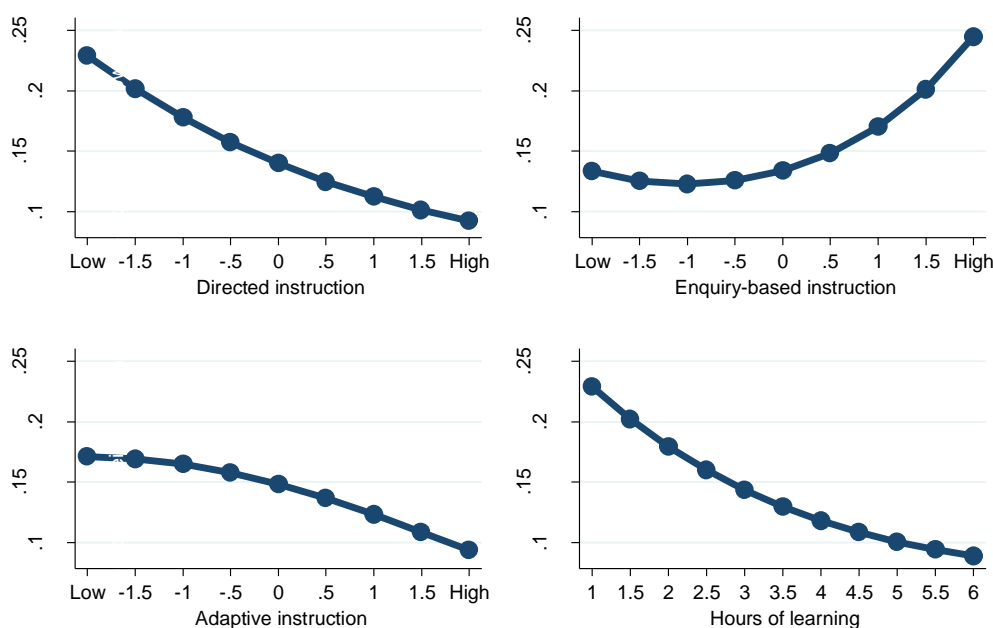 .25
.2
.15
.1
Low -1.5 -1 -.5 0 .5 1 1.5 High
Directed instruction
.25
.2
.15
.1
Low -1.5 -1 -.5 0 .5 1 1.5 High
Enquiry-based instruction
.25
.2
.15
.1
Low -1.5 -1 -.5 0 .5 1 1.5 High
Adaptive instruction
.25
.2
.15
.1
1 1.5 2 2.5 3 3.5 4 4.5 5 5.5 6
Hours of learning